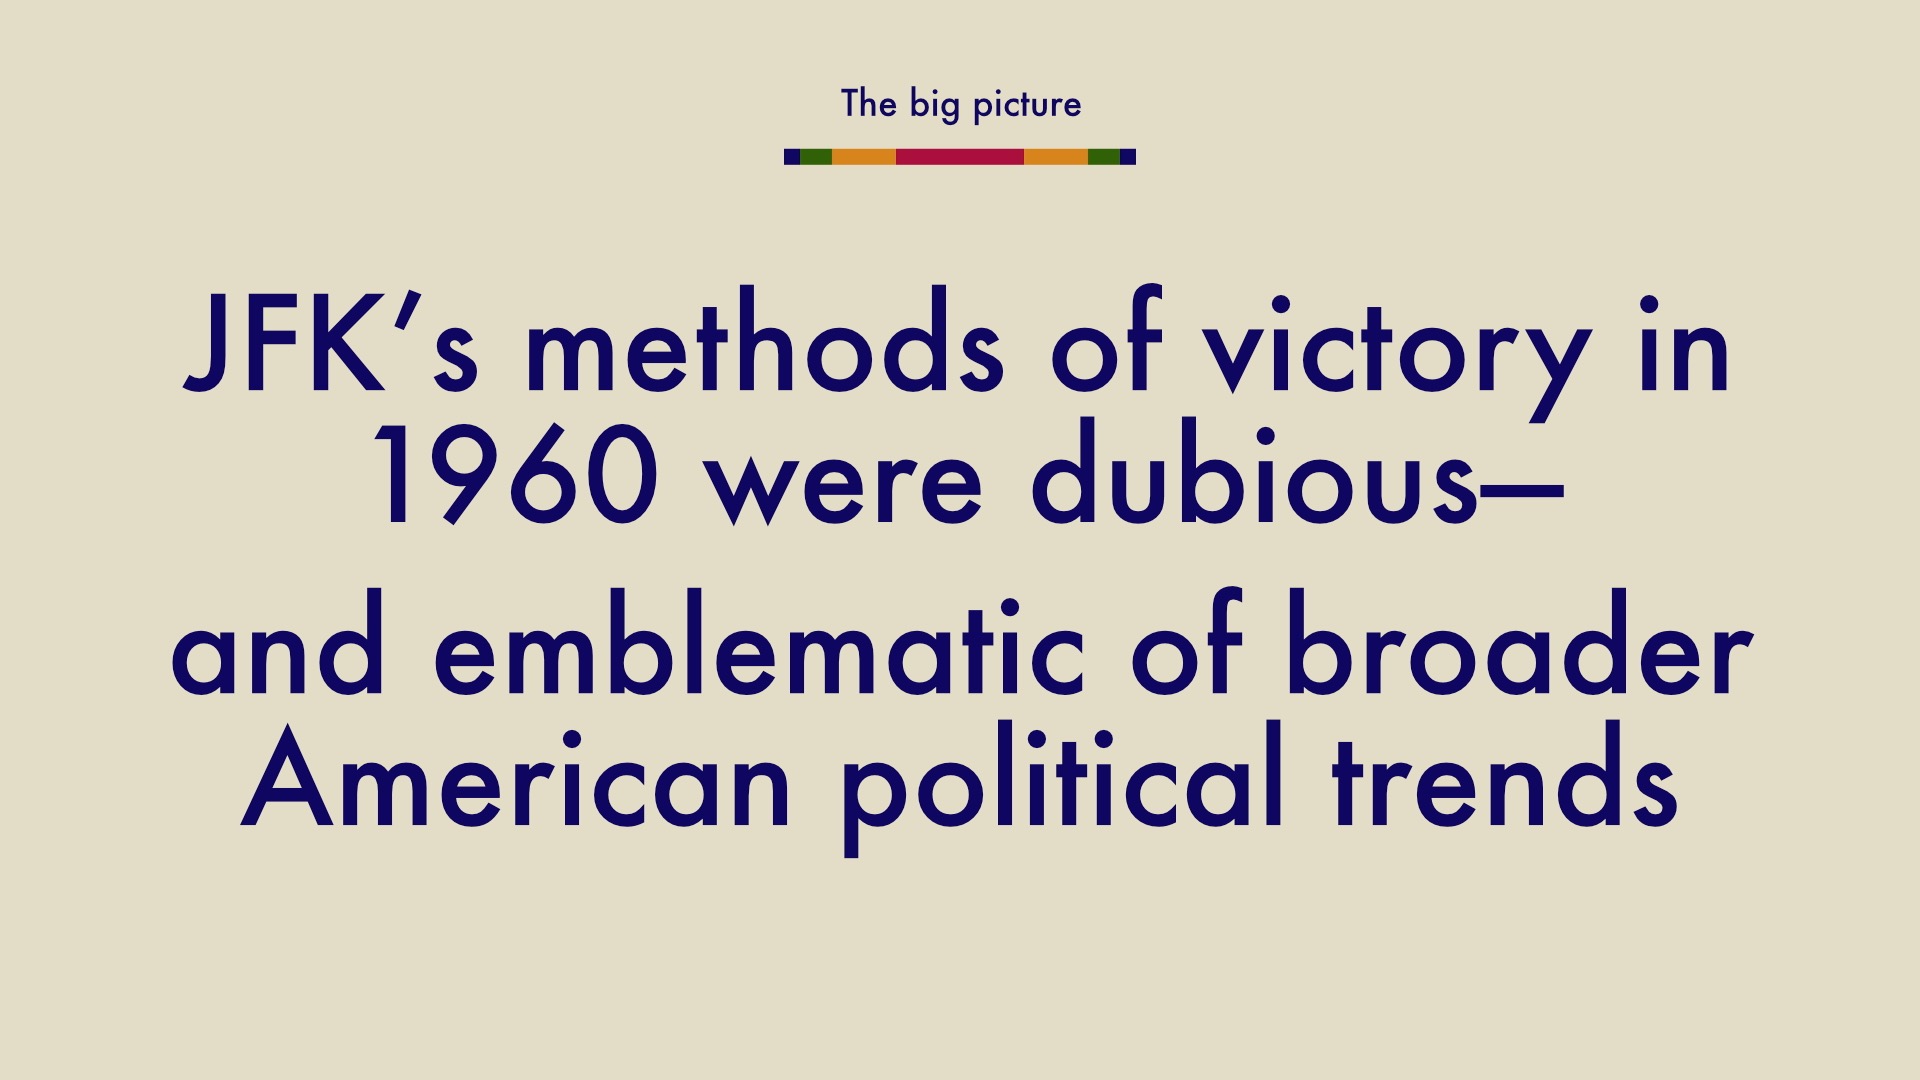 The big picture
JFK’s methods of victory in
1960 were dubious—
and emblematic of broader
American political trends